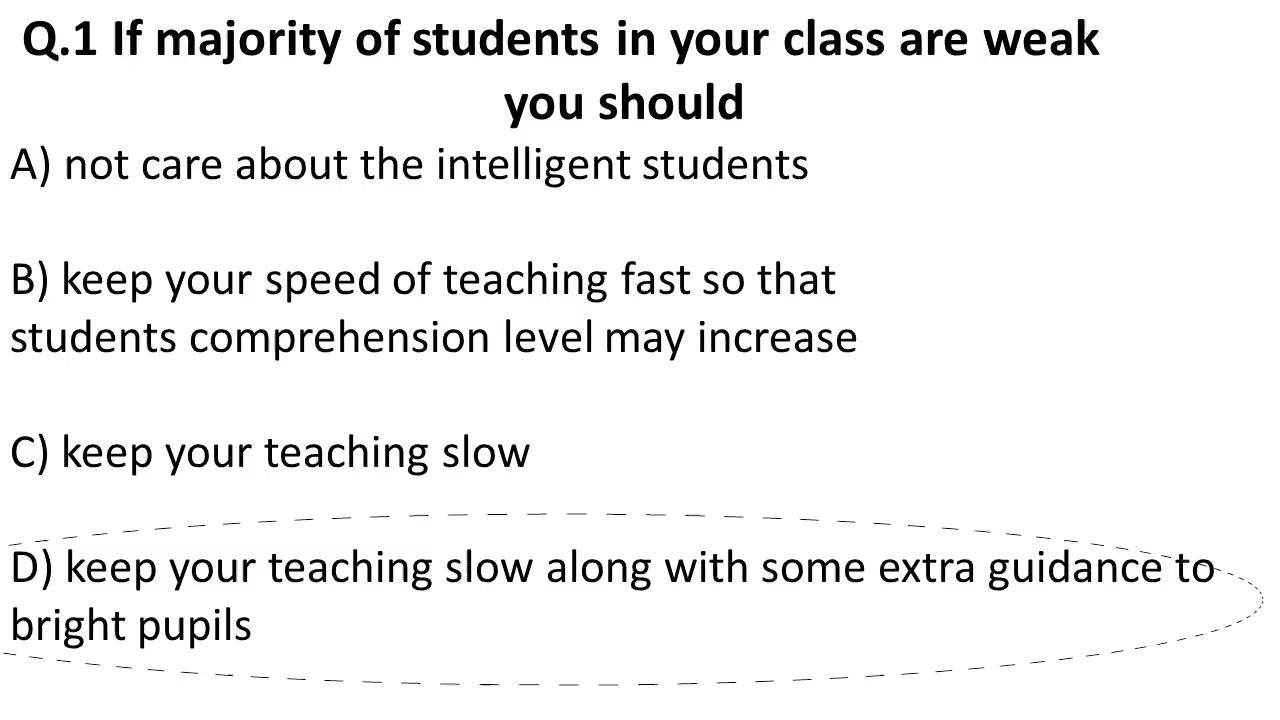 Q.1 If majority of students in your class are weak
you should
A) not care about the intelligent students
B) keep your speed of teaching fast so that
students comprehension level may increase
C) keep your teaching slow
D) keep your teaching slow along with some extra guidance to
bright pupils